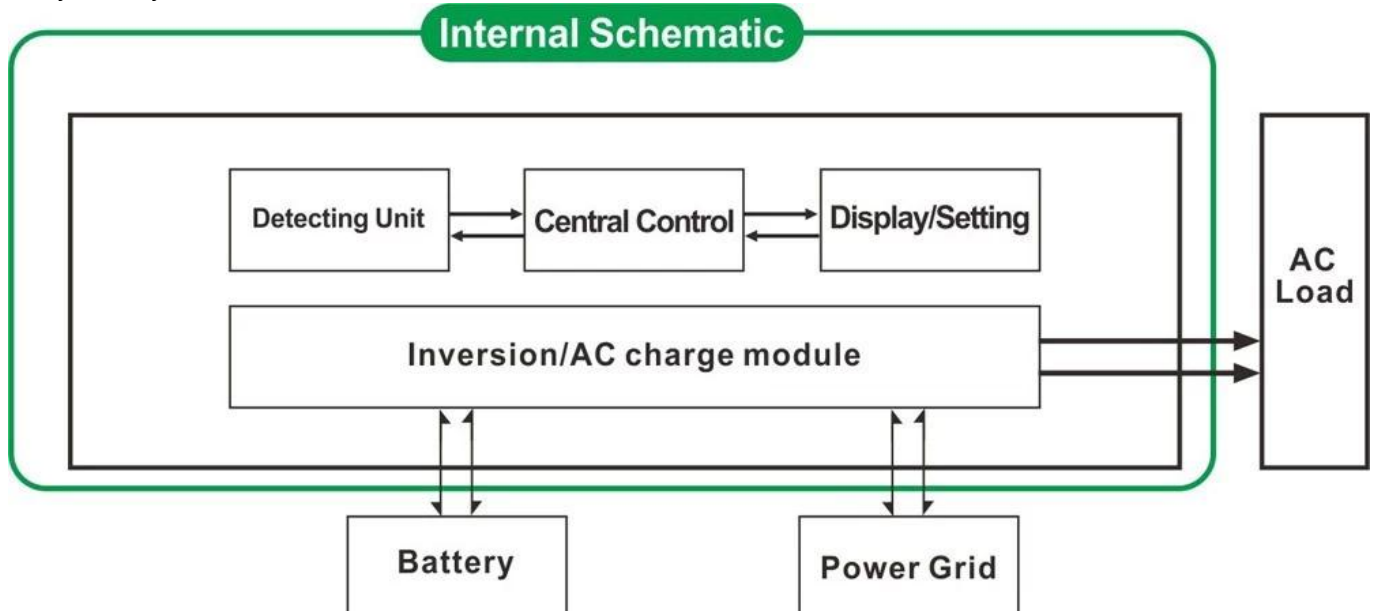 Internal Schematic
Detecting Unit
Central Control
Display/Setting
AC
Load
Inversion/AC charge module
Battery
Power Grid